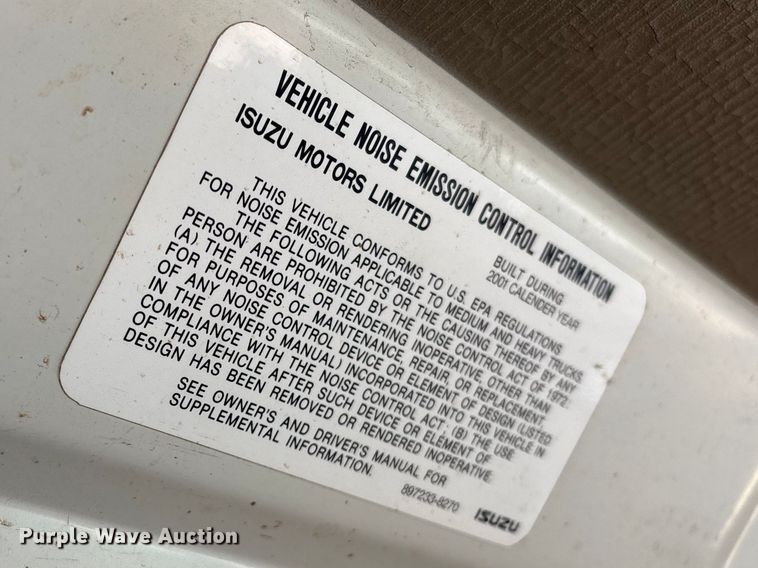 VEHICLE NOISE EMISSION CONTROL INFORMATION
ISUZU MOTORS LIMITED
BUILT DURING
2001 CALENDER YEAR
THIS VEHICLE CONFORMS TO U.S. EPA REGULATIONS
FOR NOISE EMISSION APPLICABLE TO MEDIUM AND HEAVY TRUCKS.
THE FOLLOWING ACTS OR THE CAUSING THEREOF BY ANY
PERSON ARE PROHIBITED BY THE NOISE CONTROL ACT OF 1972.
(A) THE REMOVAL OR RENDERING INOPERATIVE, OTHER THAN
FOR PURPOSES OF MAINTENANCE, REPAIR, OR REPLACEMENT,
OF ANY NOISE CONTROL DEVICE OR ELEMENT OF DESIGN (LISTED
IN THE OWNER'S MANUAL) INCORPORATED INTO THIS VEHICLE IN
COMPLIANCE WITH THE NOISE CONTROL ACT. (B) THE USE
OF THIS VEHICLE AFTER SUCH DEVICE OR ELEMENT OF
DESIGN HAS BEEN REMOVED OR RENDERED INOPERATIVE.
SEE OWNER'S AND DRIVER'S MANUAL FOR
SUPPLEMENTAL INFORMATION.
897233-8270
ISUZU
Purple Wave Auction